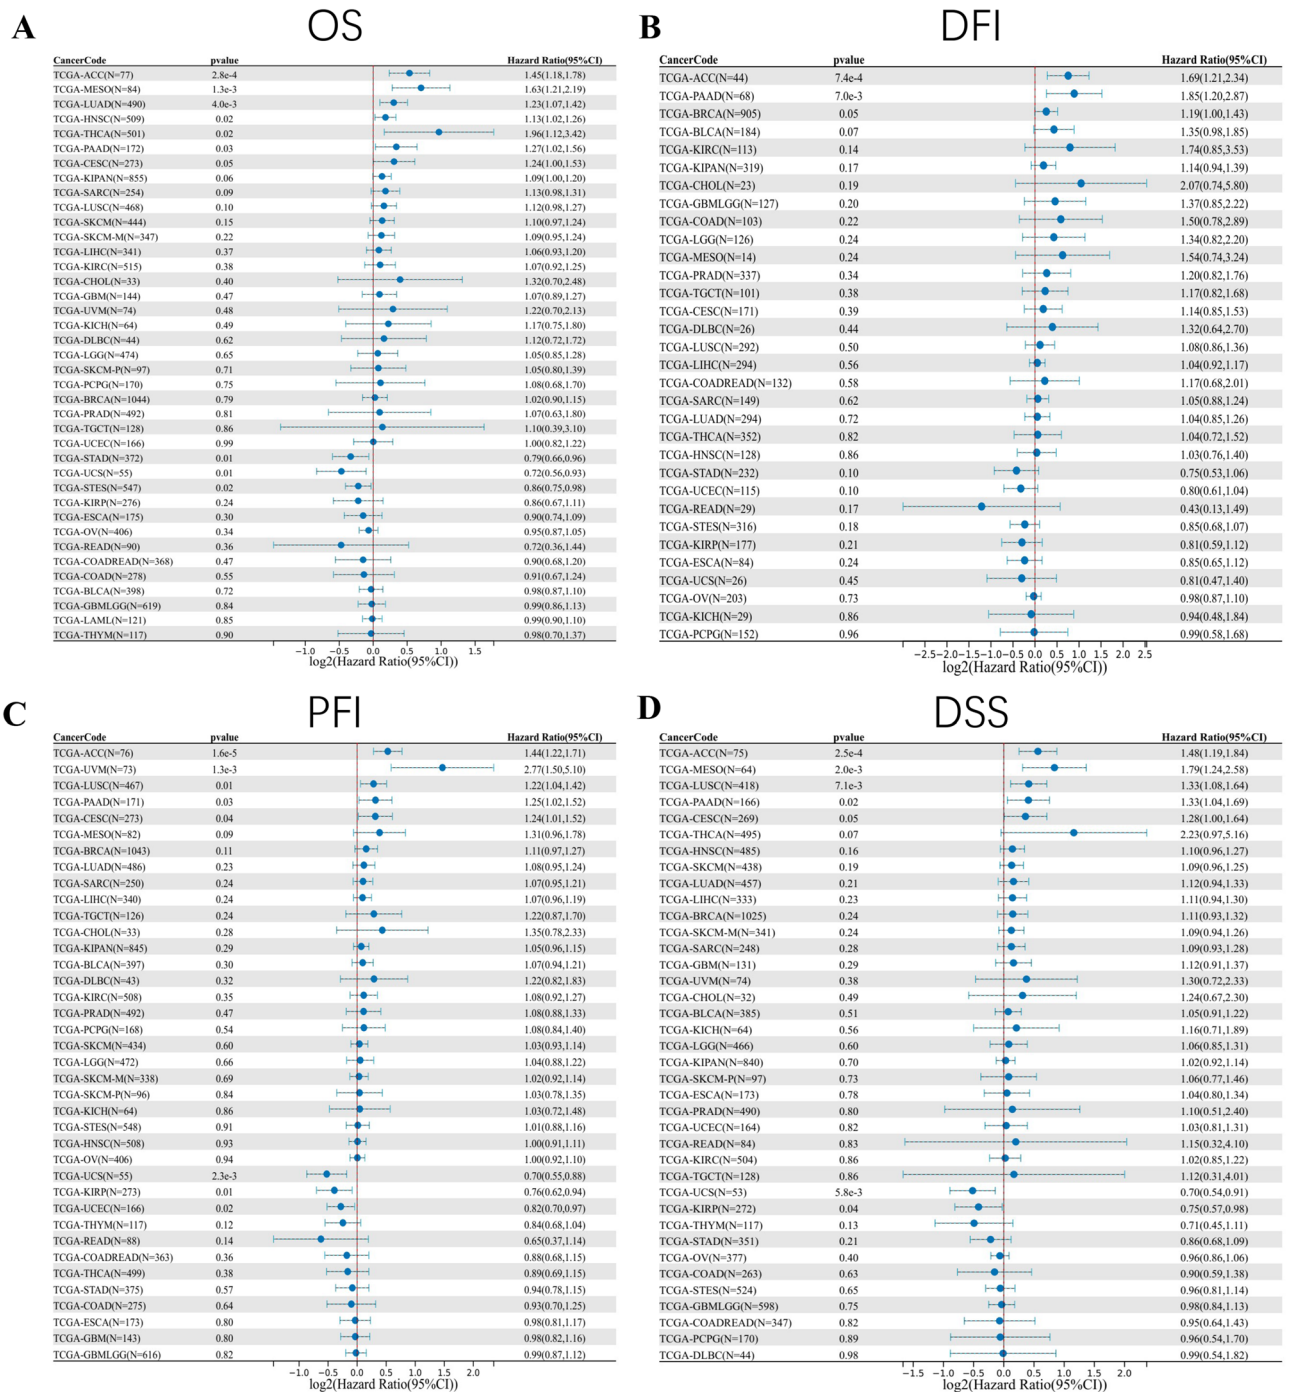 A
OS
CancerCode pvalue Hazard Ratio(95%CI)
TCGA-ACC(N=77) 2.8e-4 1.45(1.18,1.78)
TCGA-MESO(N=84) 1.3e-3 1.63(1.21,2.19)
TCGA-LUAD(N=490) 4.0e-3 1.23(1.07,1.42)
TCGA-HNSC(N=509) 0.02 1.13(1.02,1.26)
TCGA-THCA(N=501) 0.02 1.96(1.12,3.42)
TCGA-PAAD(N=172) 0.03 1.27(1.02,1.56)
TCGA-CESC(N=273) 0.05 1.24(1.00,1.53)
TCGA-KIPAN(N=855) 0.06 1.09(1.00,1.20)
TCGA-SARC(N=254) 0.09 1.13(0.98,1.31)
TCGA-LUSC(N=468) 0.10 1.12(0.98,1.27)
TCGA-SKCM(N=444) 0.15 1.10(0.97,1.24)
TCGA-SKCM-M(N=347) 0.22 1.09(0.95,1.24)
TCGA-LIHC(N=341) 0.37 1.06(0.93,1.20)
TCGA-KIRC(N=515) 0.38 1.07(0.92,1.25)
TCGA-CHOL(N=33) 0.40 1.32(0.70,2.48)
TCGA-GBM(N=144) 0.47 1.07(0.89,1.27)
TCGA-UVM(N=74) 0.48 1.22(0.70,2.13)
TCGA-KICH(N=64) 0.49 1.17(0.75,1.80)
TCGA-DLBC(N=44) 0.62 1.12(0.72,1.72)
TCGA-LGG(N=474) 0.65 1.05(0.85,1.28)
TCGA-SKCM-P(N=97) 0.71 1.05(0.80,1.39)
TCGA-PCPG(N=170) 0.75 1.08(0.68,1.70)
TCGA-BRCA(N=1044) 0.79 1.02(0.90,1.15)
TCGA-PRAD(N=492) 0.81 1.07(0.63,1.80)
TCGA-TGCT(N=128) 0.86 1.10(0.39,3.10)
TCGA-UCEC(N=166) 0.99 1.00(0.82,1.22)
TCGA-STAD(N=372) 0.01 0.79(0.66,0.96)
TCGA-UCS(N=55) 0.01 0.72(0.56,0.93)
TCGA-STES(N=547) 0.02 0.86(0.75,0.98)
TCGA-KIRP(N=276) 0.24 0.86(0.67,1.11)
TCGA-ESCA(N=175) 0.30 0.90(0.74,1.09)
TCGA-OV(N=406) 0.34 0.95(0.87,1.05)
TCGA-READ(N=90) 0.36 0.72(0.36,1.44)
TCGA-COADREAD(N=368) 0.47 0.90(0.68,1.20)
TCGA-COAD(N=278) 0.55 0.91(0.67,1.24)
TCGA-BLCA(N=398) 0.72 0.98(0.87,1.10)
TCGA-GBMLGG(N=619) 0.84 0.99(0.86,1.13)
TCGA-LAML(N=121) 0.85 0.99(0.90,1.10)
TCGA-THYM(N=117) 0.90 0.98(0.70,1.37)
−1.0 −0.5 0.0 0.5 1.0 1.5
log2(Hazard Ratio(95%CI))
B
DFI
CancerCode pvalue Hazard Ratio(95%CI)
TCGA-ACC(N=44) 7.4e-4 1.69(1.21,2.34)
TCGA-PAAD(N=68) 7.0e-3 1.85(1.20,2.87)
TCGA-BRCA(N=905) 0.05 1.19(1.00,1.43)
TCGA-BLCA(N=184) 0.07 1.35(0.98,1.85)
TCGA-KIRC(N=113) 0.14 1.74(0.85,3.53)
TCGA-KIPAN(N=319) 0.17 1.14(0.94,1.39)
TCGA-CHOL(N=23) 0.19 2.07(0.74,5.80)
TCGA-GBMLGG(N=127) 0.20 1.37(0.85,2.22)
TCGA-COAD(N=103) 0.22 1.50(0.78,2.89)
TCGA-LGG(N=126) 0.24 1.34(0.82,2.20)
TCGA-MESO(N=14) 0.24 1.54(0.74,3.24)
TCGA-PRAD(N=337) 0.34 1.20(0.82,1.76)
TCGA-TGCT(N=101) 0.38 1.17(0.82,1.68)
TCGA-CESC(N=171) 0.39 1.14(0.85,1.53)
TCGA-DLBC(N=26) 0.44 1.32(0.64,2.70)
TCGA-LUSC(N=292) 0.50 1.08(0.86,1.36)
TCGA-LIHC(N=294) 0.56 1.04(0.92,1.17)
TCGA-COADREAD(N=132) 0.58 1.17(0.68,2.01)
TCGA-SARC(N=149) 0.62 1.05(0.88,1.24)
TCGA-LUAD(N=294) 0.72 1.04(0.85,1.26)
TCGA-THCA(N=352) 0.82 1.04(0.72,1.52)
TCGA-HNSC(N=128) 0.86 1.03(0.76,1.40)
TCGA-STAD(N=232) 0.10 0.75(0.53,1.06)
TCGA-UCEC(N=115) 0.10 0.80(0.61,1.04)
TCGA-READ(N=29) 0.17 0.43(0.13,1.49)
TCGA-STES(N=316) 0.18 0.85(0.68,1.07)
TCGA-KIRP(N=177) 0.21 0.81(0.59,1.12)
TCGA-ESCA(N=84) 0.24 0.85(0.65,1.12)
TCGA-UCS(N=26) 0.45 0.81(0.47,1.40)
TCGA-OV(N=203) 0.73 0.98(0.87,1.10)
TCGA-KICH(N=29) 0.86 0.94(0.48,1.84)
TCGA-PCPG(N=152) 0.96 0.99(0.58,1.68)
−2.5−2.0−1.5−1.0−0.5 0.0 0.5 1.0 1.5 2.0 2.5
log2(Hazard Ratio(95%CI))
C
PFI
CancerCode pvalue Hazard Ratio(95%CI)
TCGA-ACC(N=76) 1.6e-5 1.44(1.22,1.71)
TCGA-UVM(N=73) 1.3e-3 2.77(1.50,5.10)
TCGA-LUSC(N=467) 0.01 1.22(1.04,1.42)
TCGA-PAAD(N=171) 0.03 1.25(1.02,1.52)
TCGA-CESC(N=273) 0.04 1.24(1.01,1.52)
TCGA-MESO(N=82) 0.09 1.31(0.96,1.78)
TCGA-BRCA(N=1043) 0.11 1.11(0.97,1.27)
TCGA-LUAD(N=486) 0.23 1.08(0.95,1.24)
TCGA-SARC(N=250) 0.24 1.07(0.95,1.21)
TCGA-LIHC(N=340) 0.24 1.07(0.96,1.19)
TCGA-TGCT(N=126) 0.24 1.22(0.87,1.70)
TCGA-CHOL(N=33) 0.28 1.35(0.78,2.33)
TCGA-KIPAN(N=845) 0.29 1.05(0.96,1.15)
TCGA-BLCA(N=397) 0.30 1.07(0.94,1.21)
TCGA-DLBC(N=43) 0.32 1.22(0.82,1.83)
TCGA-KIRC(N=508) 0.35 1.08(0.92,1.27)
TCGA-PRAD(N=492) 0.47 1.08(0.88,1.33)
TCGA-PCPG(N=168) 0.54 1.08(0.84,1.40)
TCGA-SKCM(N=434) 0.60 1.03(0.93,1.14)
TCGA-LGG(N=472) 0.66 1.04(0.88,1.22)
TCGA-SKCM-M(N=338) 0.69 1.02(0.92,1.14)
TCGA-SKCM-P(N=96) 0.84 1.03(0.78,1.35)
TCGA-KICH(N=64) 0.86 1.03(0.72,1.48)
TCGA-STES(N=548) 0.91 1.01(0.88,1.16)
TCGA-HNSC(N=508) 0.93 1.00(0.91,1.11)
TCGA-OV(N=406) 0.94 1.00(0.92,1.10)
TCGA-UCS(N=55) 2.3e-3 0.70(0.55,0.88)
TCGA-KIRP(N=273) 0.01 0.76(0.62,0.94)
TCGA-UCEC(N=166) 0.02 0.82(0.70,0.97)
TCGA-THYM(N=117) 0.12 0.84(0.68,1.04)
TCGA-READ(N=88) 0.14 0.65(0.37,1.14)
TCGA-COADREAD(N=363) 0.36 0.88(0.68,1.15)
TCGA-THCA(N=499) 0.38 0.89(0.69,1.15)
TCGA-STAD(N=375) 0.57 0.94(0.78,1.15)
TCGA-COAD(N=275) 0.64 0.93(0.70,1.25)
TCGA-ESCA(N=173) 0.80 0.98(0.81,1.17)
TCGA-GBM(N=143) 0.80 0.98(0.82,1.16)
TCGA-GBMLGG(N=616) 0.82 0.99(0.87,1.12)
−1.0 −0.5 0.0 0.5 1.0 1.5 2.0
log2(Hazard Ratio(95%CI))
D
DSS
CancerCode pvalue Hazard Ratio(95%CI)
TCGA-ACC(N=75) 2.5e-4 1.48(1.19,1.84)
TCGA-MESO(N=64) 2.0e-3 1.79(1.24,2.58)
TCGA-LUSC(N=418) 7.1e-3 1.33(1.08,1.64)
TCGA-PAAD(N=166) 0.02 1.33(1.04,1.69)
TCGA-CESC(N=269) 0.05 1.28(1.00,1.64)
TCGA-THCA(N=495) 0.07 2.23(0.97,5.16)
TCGA-HNSC(N=485) 0.16 1.10(0.96,1.27)
TCGA-SKCM(N=438) 0.19 1.09(0.96,1.25)
TCGA-LUAD(N=457) 0.21 1.12(0.94,1.33)
TCGA-LIHC(N=333) 0.23 1.11(0.94,1.30)
TCGA-BRCA(N=1025) 0.24 1.11(0.93,1.32)
TCGA-SKCM-M(N=341) 0.24 1.09(0.94,1.26)
TCGA-SARC(N=248) 0.28 1.09(0.93,1.28)
TCGA-GBM(N=131) 0.29 1.12(0.91,1.37)
TCGA-UVM(N=74) 0.38 1.30(0.72,2.33)
TCGA-CHOL(N=32) 0.49 1.24(0.67,2.30)
TCGA-BLCA(N=385) 0.51 1.05(0.91,1.22)
TCGA-KICH(N=64) 0.56 1.16(0.71,1.89)
TCGA-LGG(N=466) 0.60 1.06(0.85,1.31)
TCGA-KIPAN(N=840) 0.70 1.02(0.92,1.14)
TCGA-SKCM-P(N=97) 0.73 1.06(0.77,1.46)
TCGA-ESCA(N=173) 0.78 1.04(0.80,1.34)
TCGA-PRAD(N=490) 0.80 1.10(0.51,2.40)
TCGA-UCEC(N=164) 0.82 1.03(0.81,1.31)
TCGA-READ(N=84) 0.83 1.15(0.32,4.10)
TCGA-KIRC(N=504) 0.86 1.02(0.85,1.22)
TCGA-TGCT(N=128) 0.86 1.12(0.31,4.01)
TCGA-UCS(N=53) 5.8e-3 0.70(0.54,0.91)
TCGA-KIRP(N=272) 0.04 0.75(0.57,0.98)
TCGA-THYM(N=117) 0.13 0.71(0.45,1.11)
TCGA-STAD(N=351) 0.21 0.86(0.68,1.09)
TCGA-OV(N=377) 0.40 0.96(0.86,1.06)
TCGA-COAD(N=263) 0.63 0.90(0.59,1.38)
TCGA-STES(N=524) 0.65 0.96(0.81,1.14)
TCGA-GBMLGG(N=598) 0.75 0.98(0.84,1.13)
TCGA-COADREAD(N=347) 0.82 0.95(0.64,1.43)
TCGA-PCPG(N=170) 0.89 0.96(0.54,1.70)
TCGA-DLBC(N=44) 0.98 0.99(0.54,1.82)
−1.5 −1.0 −0.5 0.0 0.5 1.0 1.5 2.0
log2(Hazard Ratio(95%CI))